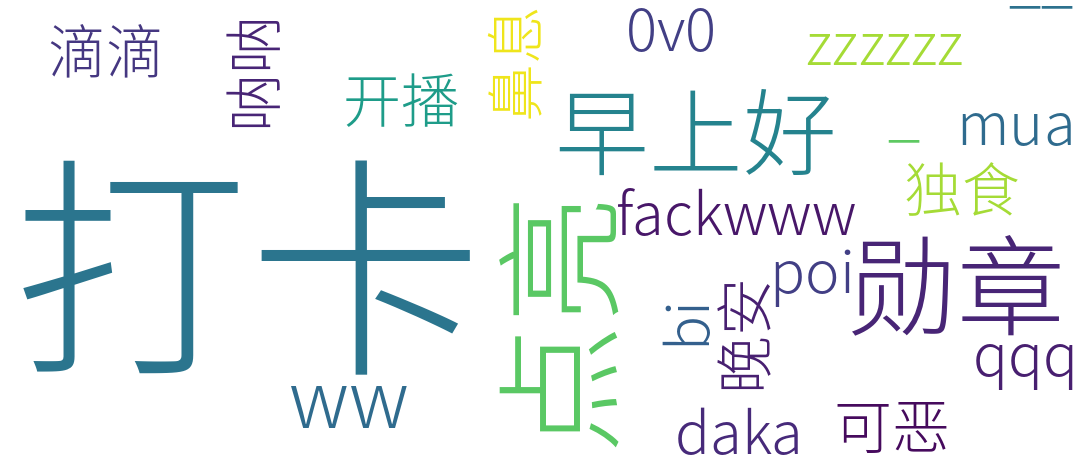 滴滴
呐呐
开播
鼻息
0v0
zzzzzz
__
早上好
mua
_
独食
打卡
点亮
fackwww
勋章
poi
bi
晚安
qqq
ww
daka
可恶